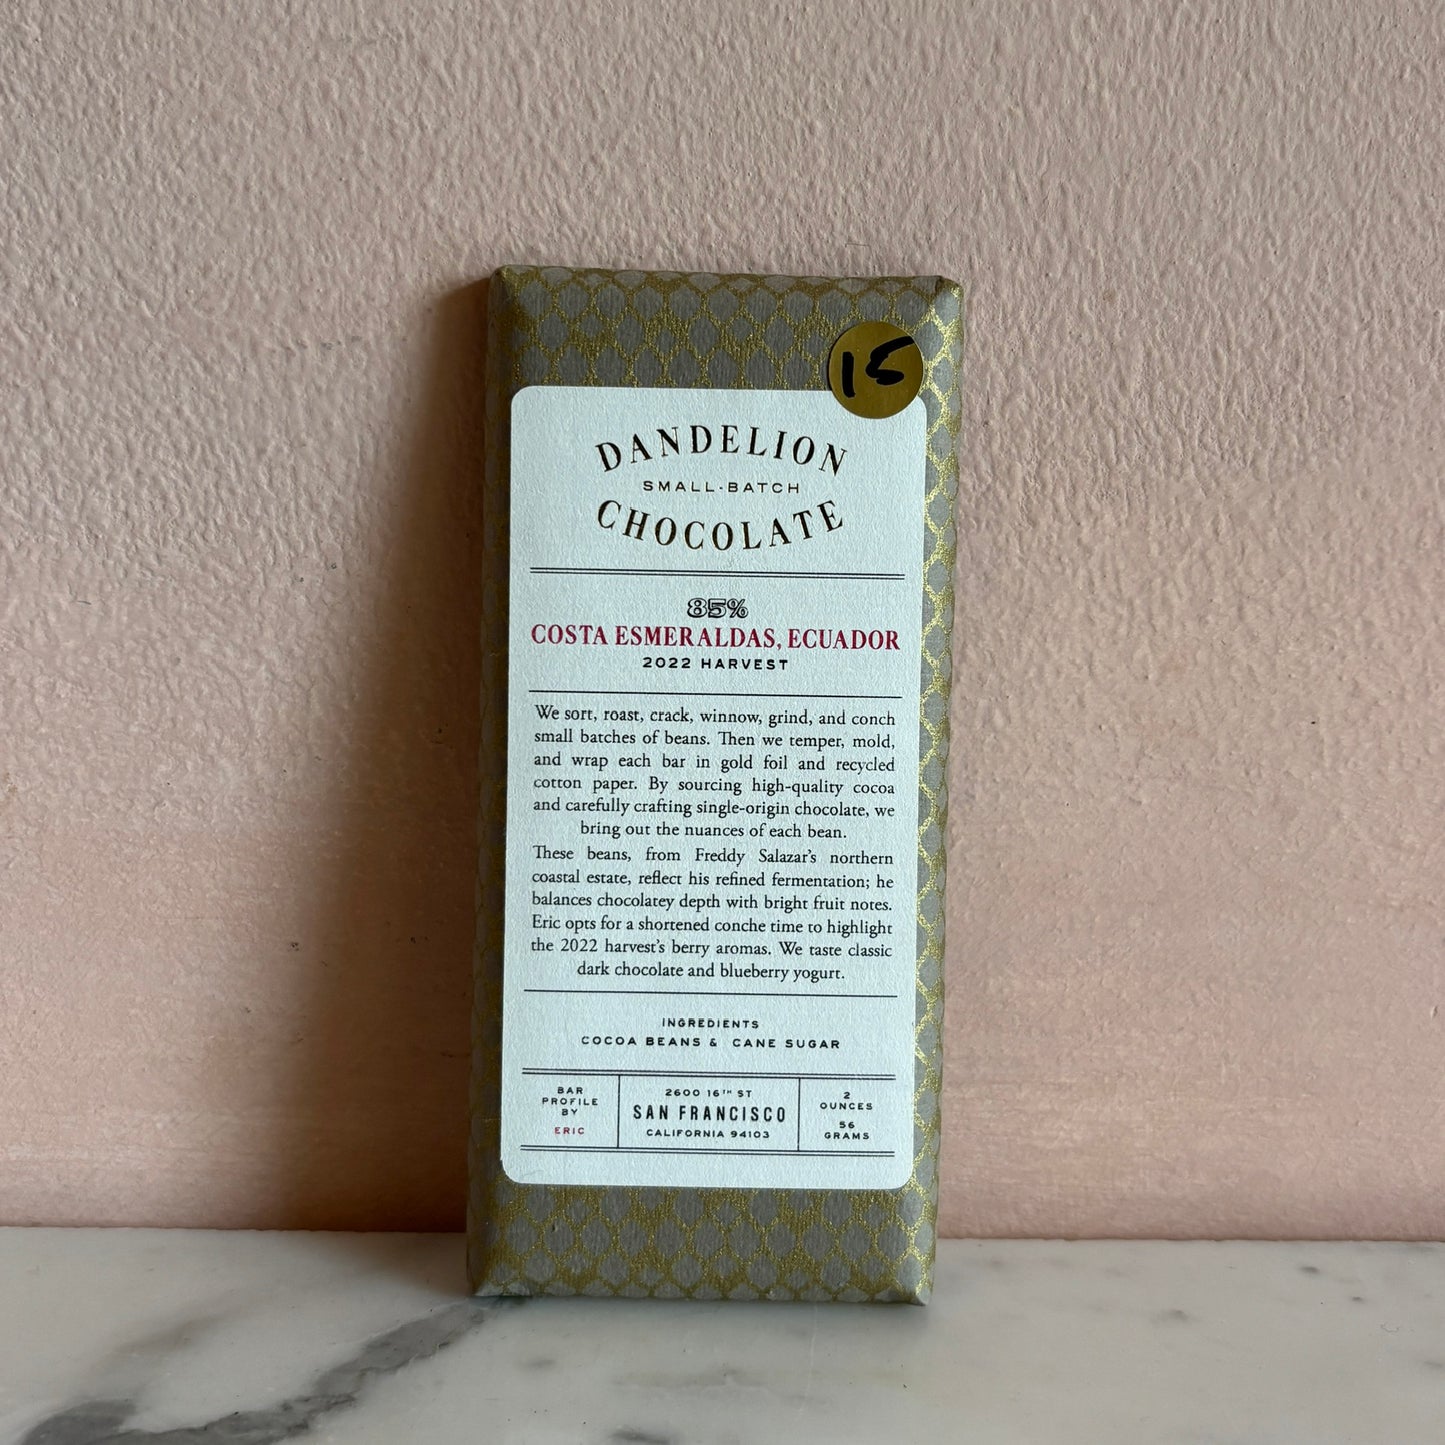 15
DANDELION
SMALL-BATCH
CHOCOLATE
85%
COSTA ESMERALDAS, ECUADOR
2022 HARVEST
We sort, roast, crack, winnow, grind, and conch
small batches of beans. Then we temper, mold,
and wrap each bar in gold foil and recycled
cotton paper. By sourcing high-quality cocoa
and carefully crafting single-origin chocolate, we
bring out the nuances of each bean.
These beans, from Freddy Salazar's northern
coastal estate, reflect his refined fermentation; he
balances chocolatey depth with bright fruit notes.
Eric opts for a shortened conche time to highlight
the 2022 harvest's berry aromas. We taste classic
dark chocolate and blueberry yogurt.
INGREDIENTS
COCOA BEANS & CANE SUGAR
BAR
PROFILE
BY
ERIC
2600 16TH ST
SAN FRANCISCO
CALIFORNIA 94103
2
OUNCES
56
GRAMS